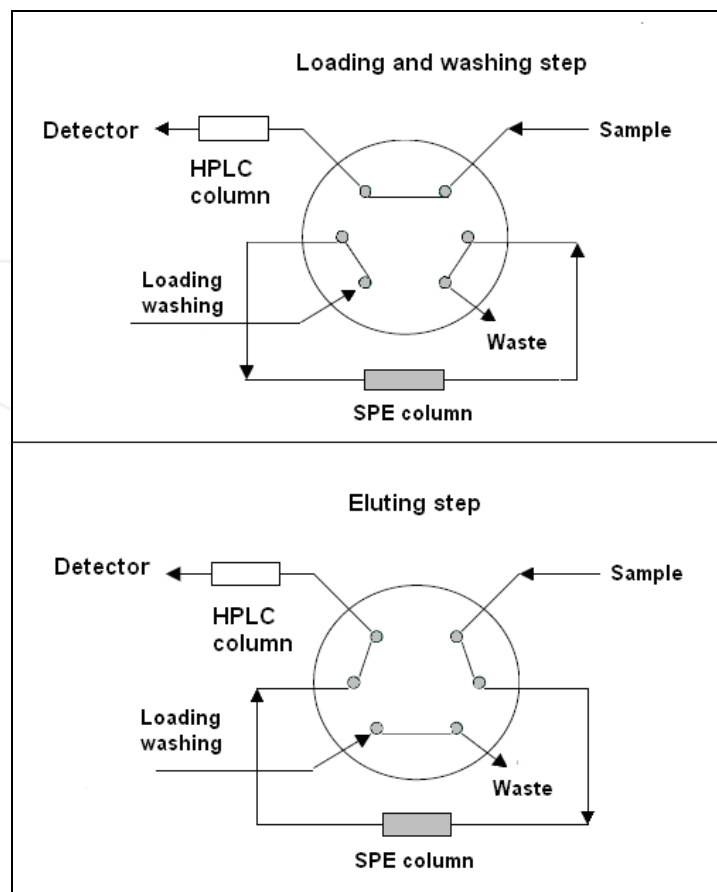 Loading and washing step
Detector
Sample
HPLC
column
Loading
washing
Waste
SPE column
Eluting step
Detector
Sample
HPLC
column
Loading
washing
Waste
SPE column